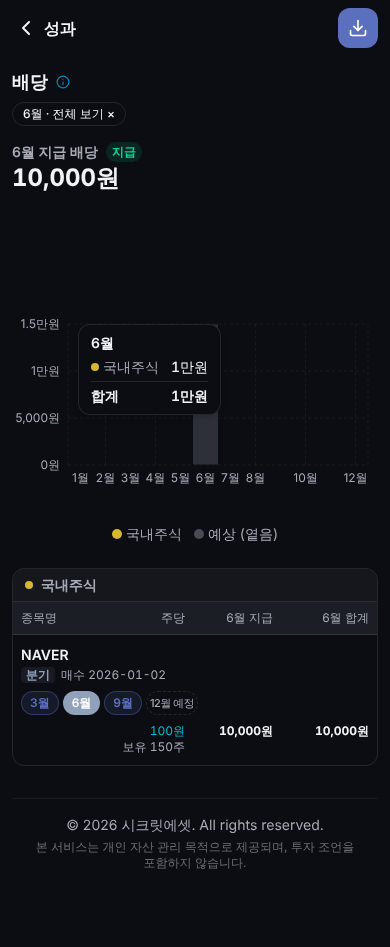 성과
배당
6월 · 전체 보기 ×
6월 지급 배당 지급
10,000원
1.5만원
1만원
5,000원
0원
6월
국내주식 1만원
합계 1만원
1월 2월 3월 4월 5월 6월 7월 8월 10월 12월
국내주식 예상 (옅음)
국내주식
종목명 주당 6월 지급 6월 합계
NAVER
분기 매수 2026-01-02
3월 6월 9월 12월 예정
100원 10,000원 10,000원
보유 150주
© 2026 시크릿에셋. All rights reserved.
본 서비스는 개인 자산 관리 목적으로 제공되며, 투자 조언을
포함하지 않습니다.